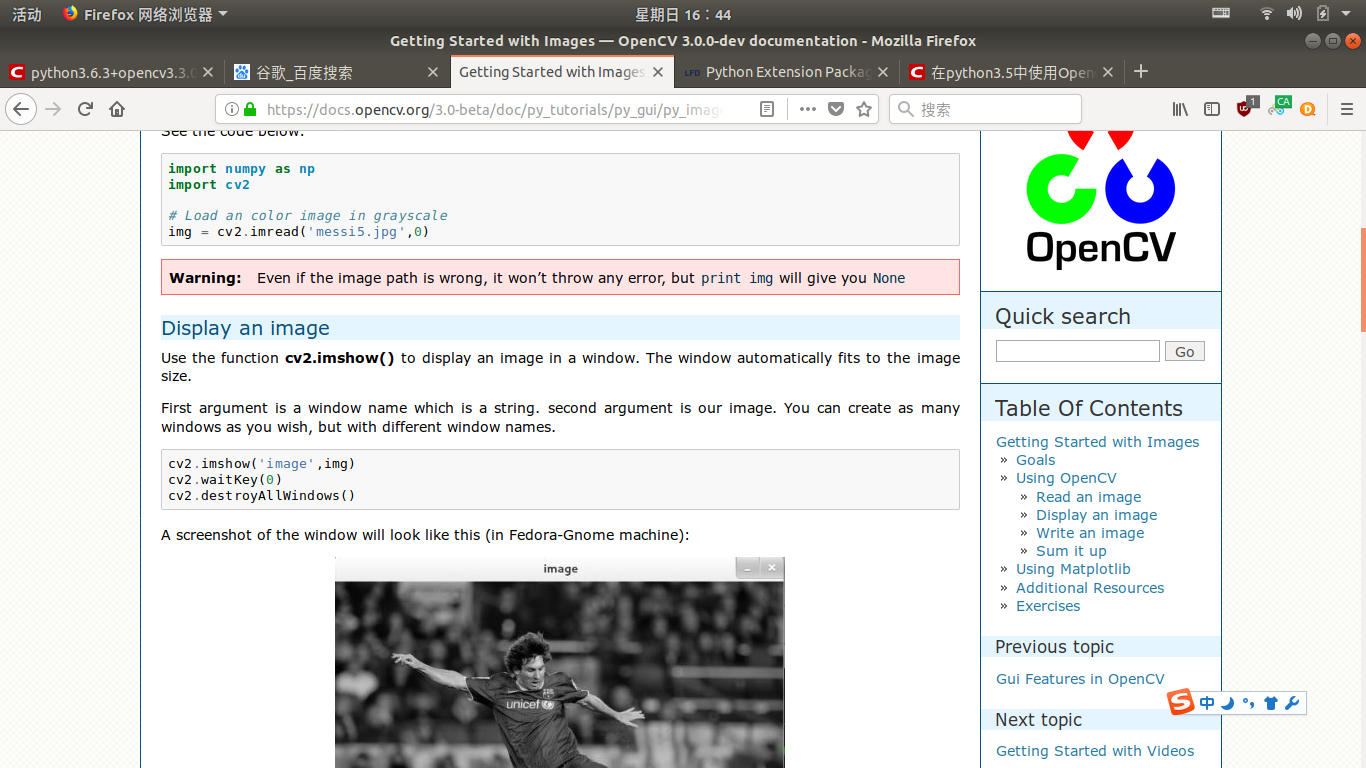 活动
Firefox 网络浏览器
星期日 16：44
Getting Started with Images — OpenCV 3.0.0-dev documentation - Mozilla Firefox
python3.6.3+opencv3.3.0
谷歌_百度搜索
Getting Started with Images
Python Extension Packag
在python3.5中使用Open
https://docs.opencv.org/3.0-beta/doc/py_tutorials/py_gui/py_image
搜索
1
CA
See the code below:
import numpy as np
import cv2
# Load an color image in grayscale
img = cv2.imread('messi5.jpg',0)
Warning: Even if the image path is wrong, it won’t throw any error, but print img will give you None
Display an image
Use the function cv2.imshow() to display an image in a window. The window automatically fits to the image
size.
First argument is a window name which is a string. second argument is our image. You can create as many
windows as you wish, but with different window names.
cv2.imshow('image',img)
cv2.waitKey(0)
cv2.destroyAllWindows()
A screenshot of the window will look like this (in Fedora-Gnome machine):
image
unicef
OpenCV
Quick search
Go
Table Of Contents
Getting Started with Images
» Goals
» Using OpenCV
» Read an image
» Display an image
» Write an image
» Sum it up
» Using Matplotlib
» Additional Resources
» Exercises
Previous topic
Gui Features in OpenCV
中
Next topic
Getting Started with Videos